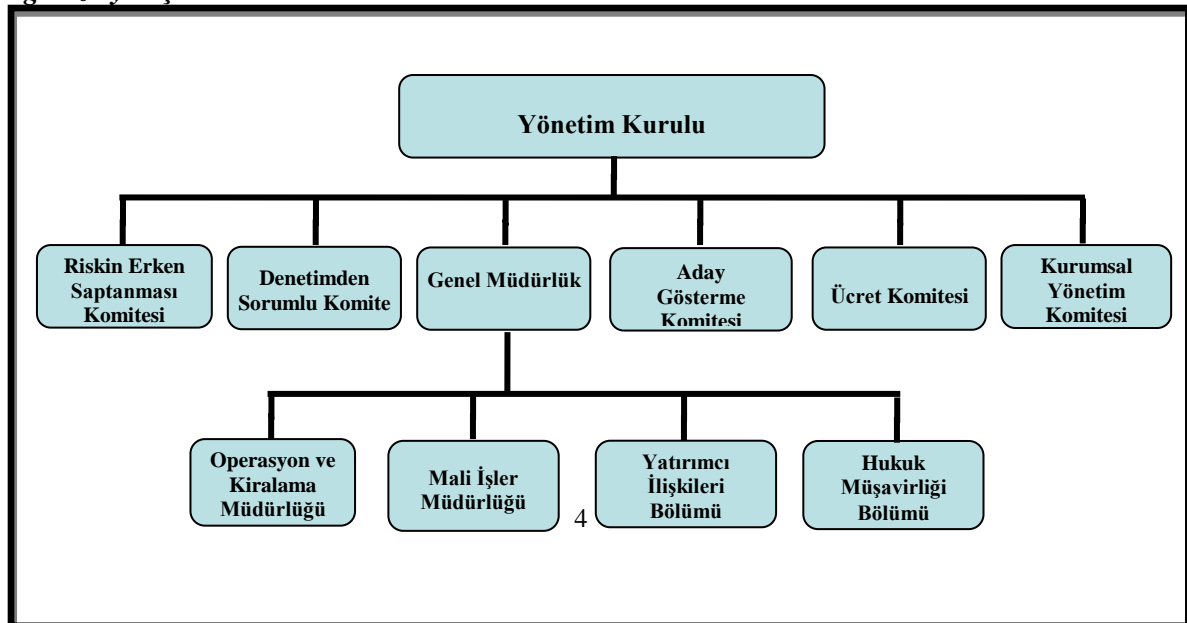 Yönetim Kurulu
Riskin Erken
Saptanması
Komitesi
Denetimden
Sorumlu Komite
Genel Müdürlük
Aday
Gösterme
Komitesi
Ücret Komitesi
Kurumsal
Yönetim
Komitesi
Operasyon ve
Kiralama
Müdürlüğü
Mali İşler
Müdürlüğü
Yatırımcı
İlişkileri
Bölümü
Hukuk
Müşavirliği
Bölümü
4